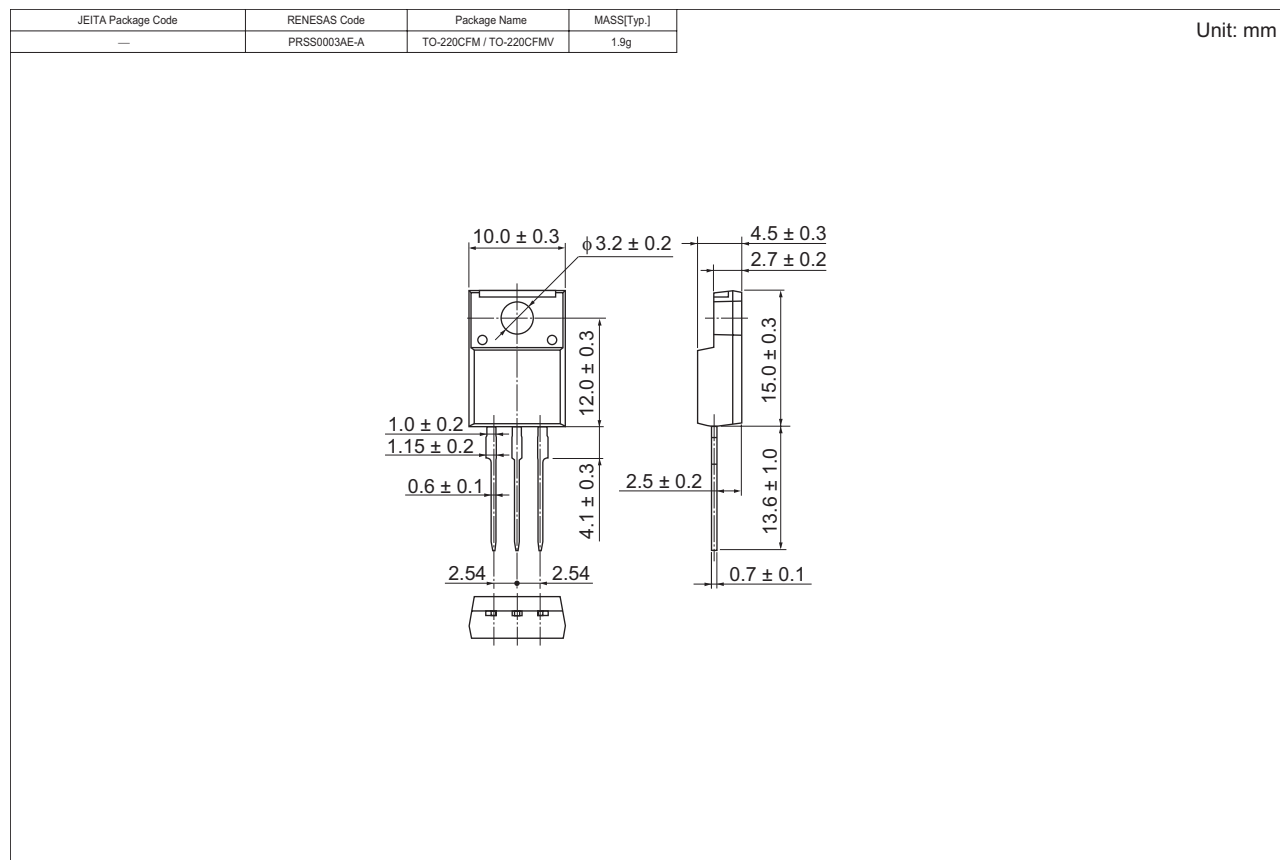 JEITA Package Code RENESAS Code Package Name MASS[Typ.]
— PRSS0003AE-A TO-220CFM / TO-220CFMV 1.9g
Unit: mm
10.0 ± 0.3
ϕ 3.2 ± 0.2
4.5 ± 0.3
2.7 ± 0.2
12.0 ± 0.3
15.0 ± 0.3
1.0 ± 0.2
1.15 ± 0.2
0.6 ± 0.1
4.1 ± 0.3
2.5 ± 0.2
13.6 ± 1.0
2.54 2.54
0.7 ± 0.1